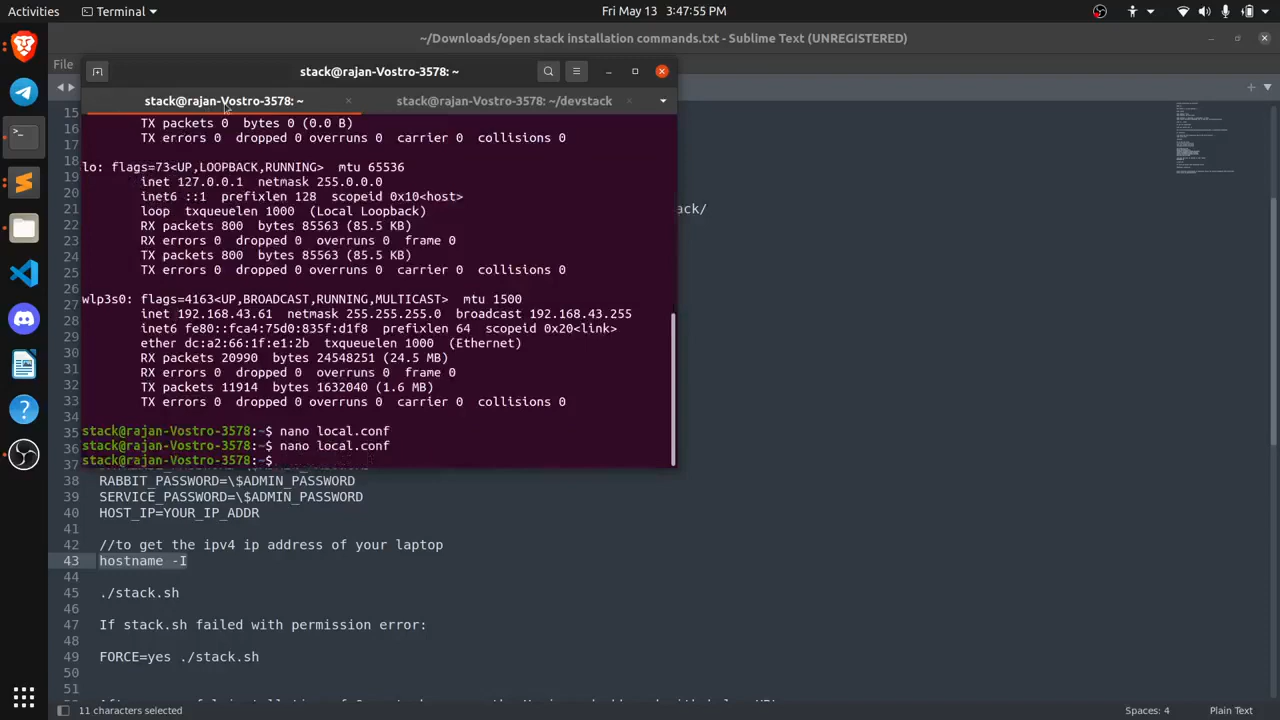 Activities
Terminal
Fri May 13  3:47:55 PM
~/Downloads/open stack installation commands.txt - Sublime Text (UNREGISTERED)
File
stack@rajan-Vostro-3578: ~
stack@rajan-Vostro-3578: ~
stack@rajan-Vostro-3578: ~/devstack
TX packets 0  bytes 0 (0.0 B)
TX errors 0  dropped 0 overruns 0  carrier 0  collisions 0
lo: flags=73<UP,LOOPBACK,RUNNING>  mtu 65536
inet 127.0.0.1  netmask 255.0.0.0
inet6 ::1  prefixlen 128  scopeid 0x10<host>
loop  txqueuelen 1000  (Local Loopback)
RX packets 800  bytes 85563 (85.5 KB)
RX errors 0  dropped 0  overruns 0  frame 0
TX packets 800  bytes 85563 (85.5 KB)
TX errors 0  dropped 0 overruns 0  carrier 0  collisions 0
wlp3s0: flags=4163<UP,BROADCAST,RUNNING,MULTICAST>  mtu 1500
inet 192.168.43.61  netmask 255.255.255.0  broadcast 192.168.43.255
inet6 fe80::fca4:75d0:835f:d1f8  prefixlen 64  scopeid 0x20<link>
ether dc:a2:66:1f:e1:2b  txqueuelen 1000  (Ethernet)
RX packets 20990  bytes 24548251 (24.5 MB)
RX errors 0  dropped 0  overruns 0  frame 0
TX packets 11914  bytes 1632040 (1.6 MB)
TX errors 0  dropped 0 overruns 0  carrier 0  collisions 0
stack@rajan-Vostro-3578:~$ nano local.conf
stack@rajan-Vostro-3578:~$ nano local.conf
stack@rajan-Vostro-3578:~$
15
16
17
18
19
20
21 ack/
22
23
24
25
26
27
28
29
30
31
32
33
34
35
36
37
38 RABBIT_PASSWORD=\$ADMIN_PASSWORD
39 SERVICE_PASSWORD=\$ADMIN_PASSWORD
40 HOST_IP=YOUR_IP_ADDR
41
42 //to get the ipv4 ip address of your laptop
43 hostname -I
44
45 ./stack.sh
46
47 If stack.sh failed with permission error:
48
49 FORCE=yes ./stack.sh
50
51
11 characters selected
Spaces: 4
Plain Text